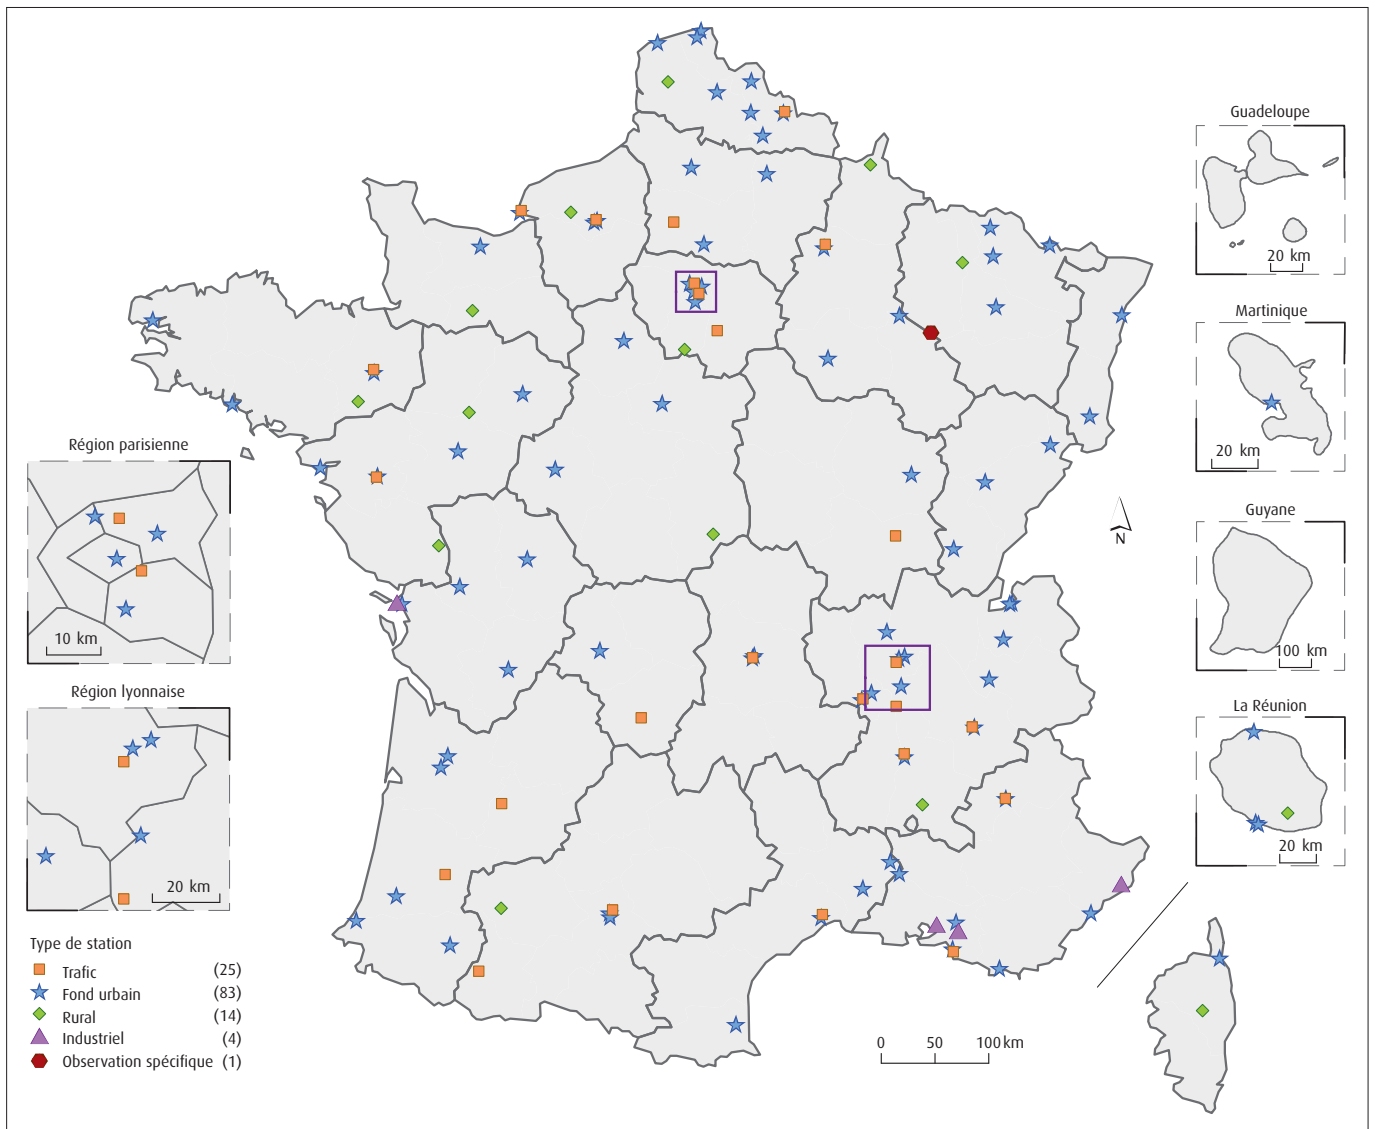 Guadeloupe
20 km
Martinique
20 km
Guyane
100 km
La Réunion
20 km
N
Région parisienne
10 km
Région lyonnaise
20 km
Type de station
Trafic (25)
Fond urbain (83)
Rural (14)
Industriel (4)
Observation spécifique (1)
0 50 100 km